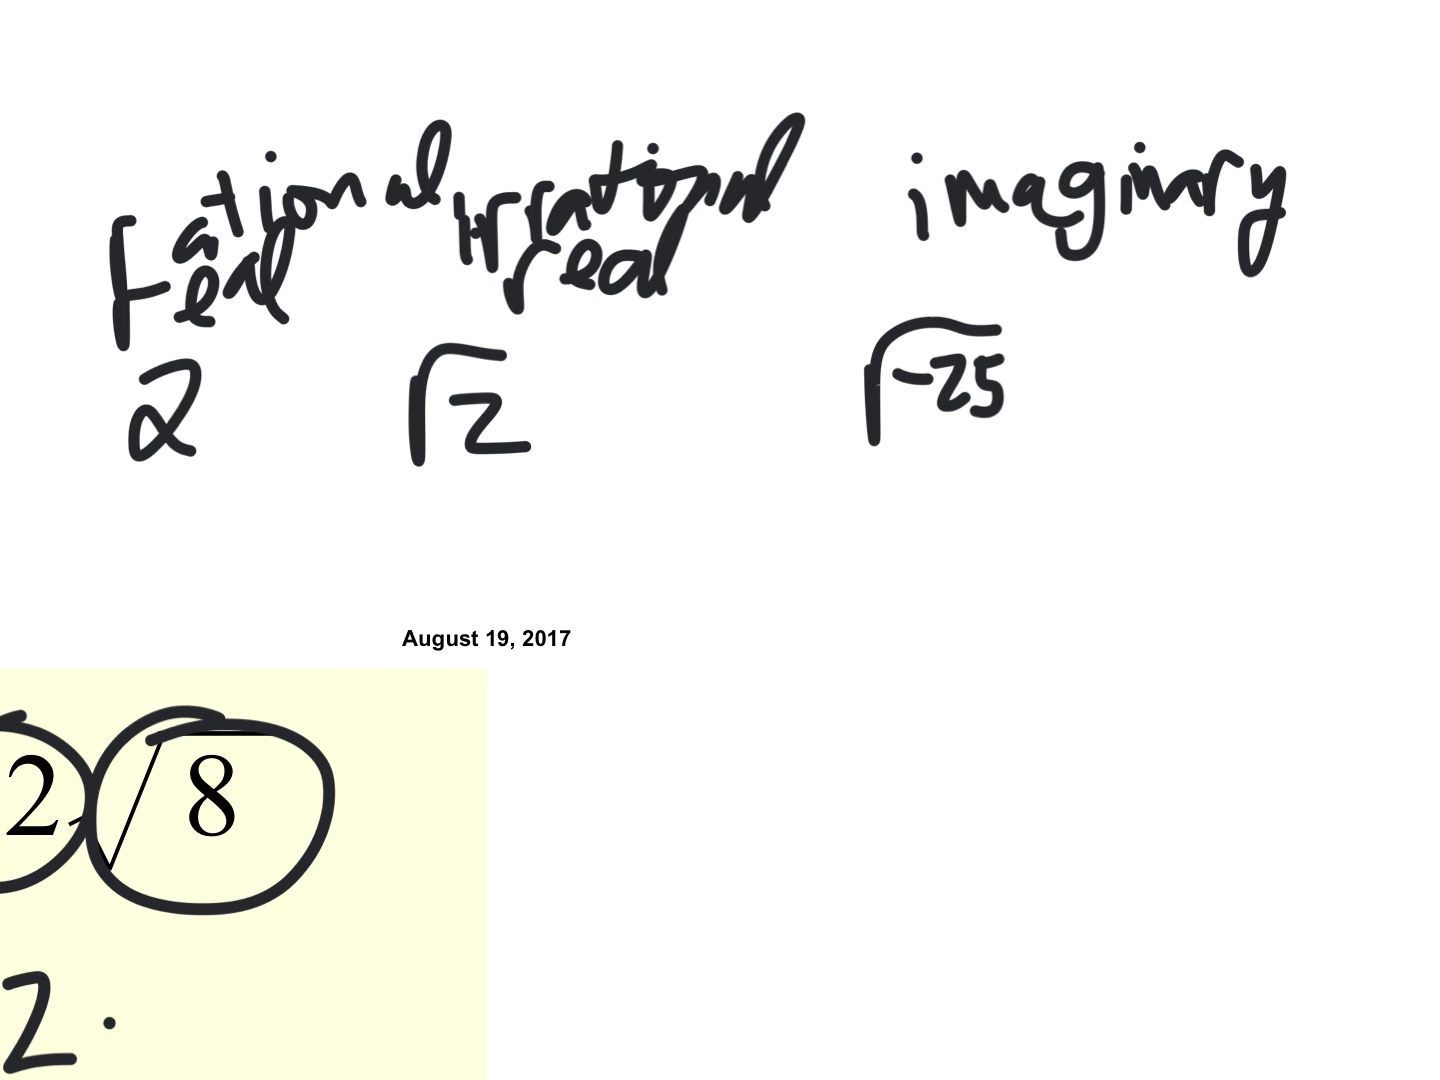 rational irrational imaginary
real real
2 √2 √-25
August 19, 2017
2 √8
2 ·